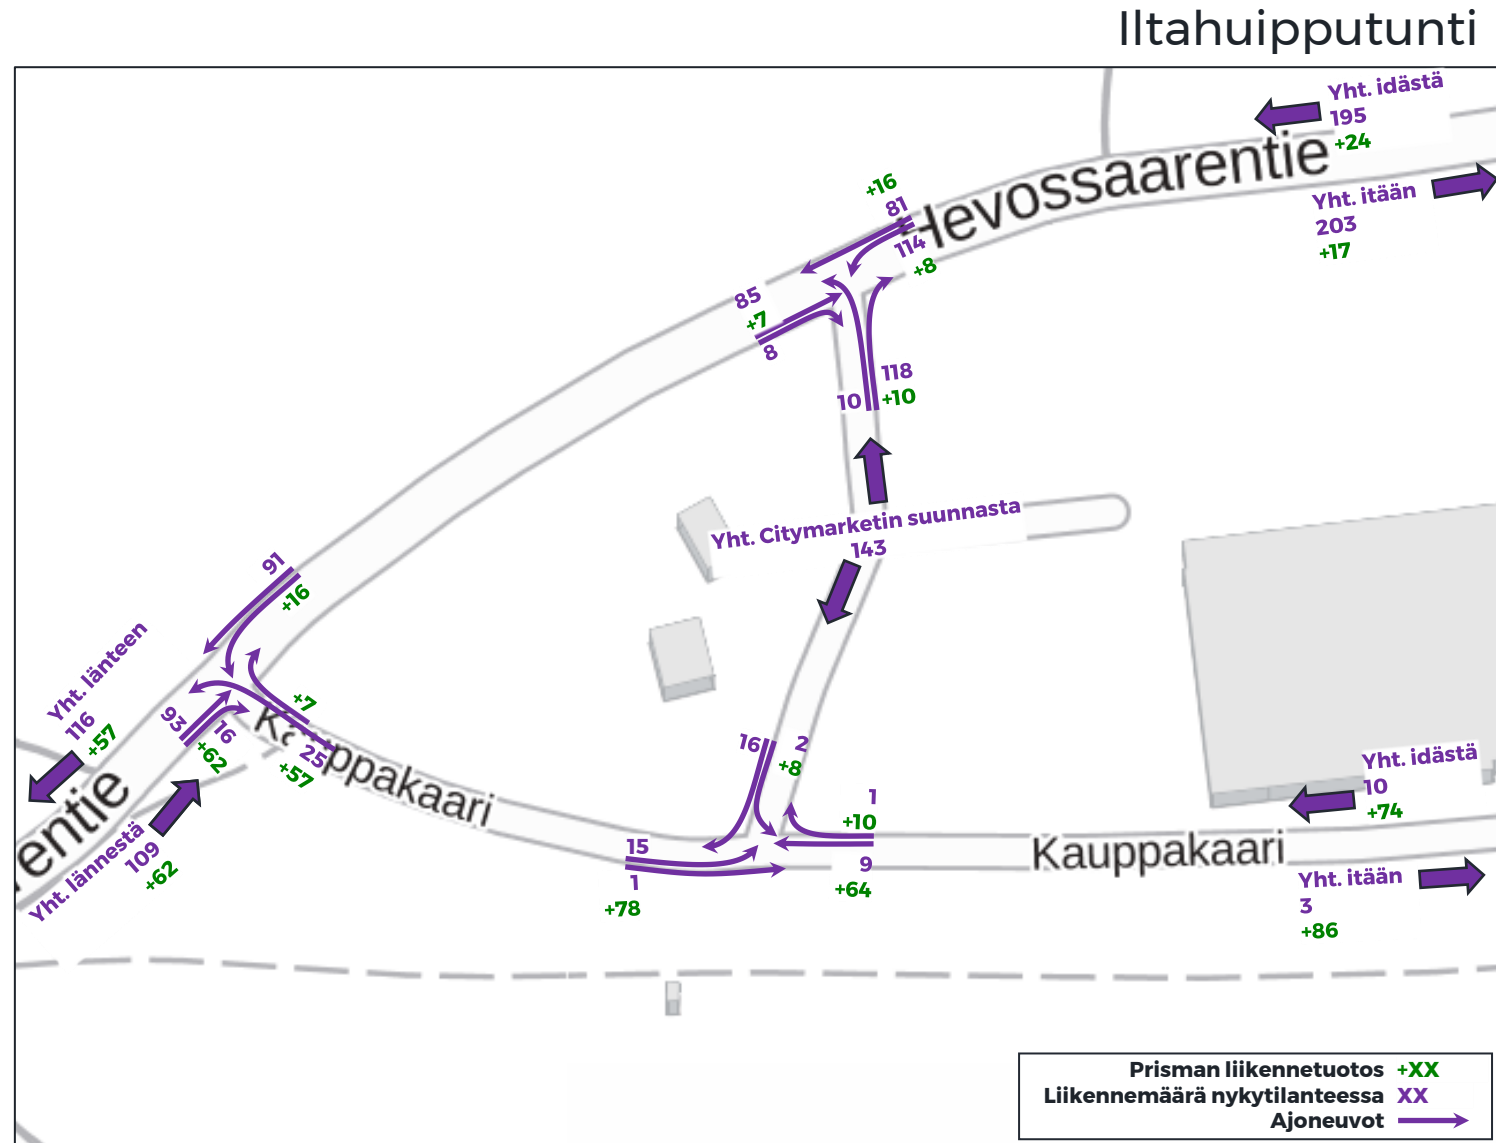 Iltahuipputunti
Yht. idästä
195
+24
Hevossaarentie
Yht. itään
203
+17
+16
81
114
+8
85
+7
8
118
10
+10
Yht. Citymarketin suunnasta
143
91
+16
Yht. länteen
116
+57
93
16
+62
+7
25
+57
Kauppakaari
rentie
Yht. lännestä
109
+62
16
2
+8
1
+10
15
9
1
+64
+78
Kauppakaari
Yht. idästä
10
+74
Yht. itään
3
+86
Prisman liikennetuotos +XX
Liikennemäärä nykytilanteessa XX
Ajoneuvot